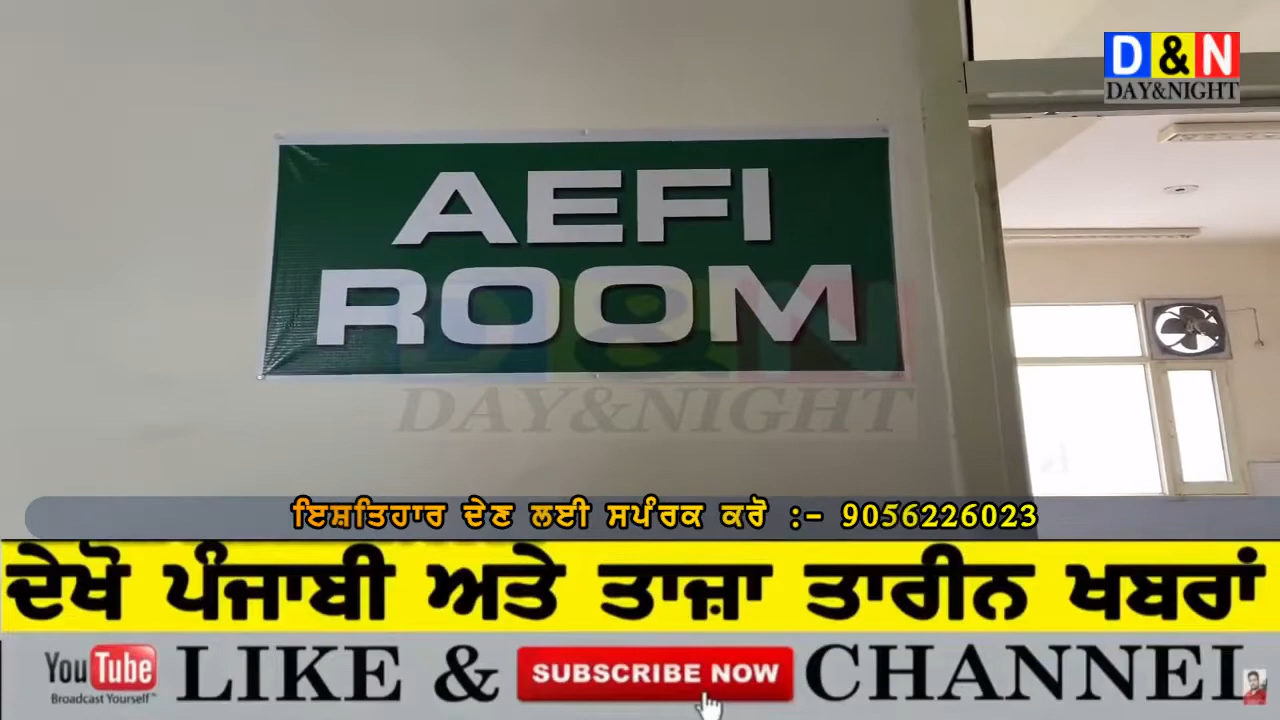 D&N
DAY&NIGHT
AEFI
ROOM
D&N
DAY&NIGHT
ਇਸ਼ਤਿਹਾਰ ਦੇਣ ਲਈ ਸਪੰਰਕ ਕਰੋ :- 9056226023
ਦੇਖੋ ਪੰਜਾਬੀ ਅਤੇ ਤਾਜ਼ਾ ਤਾਰੀਨ ਖਬਰਾਂ
YouTube LIKE & SUBSCRIBE NOW CHANNEL
Broadcast Yourself™